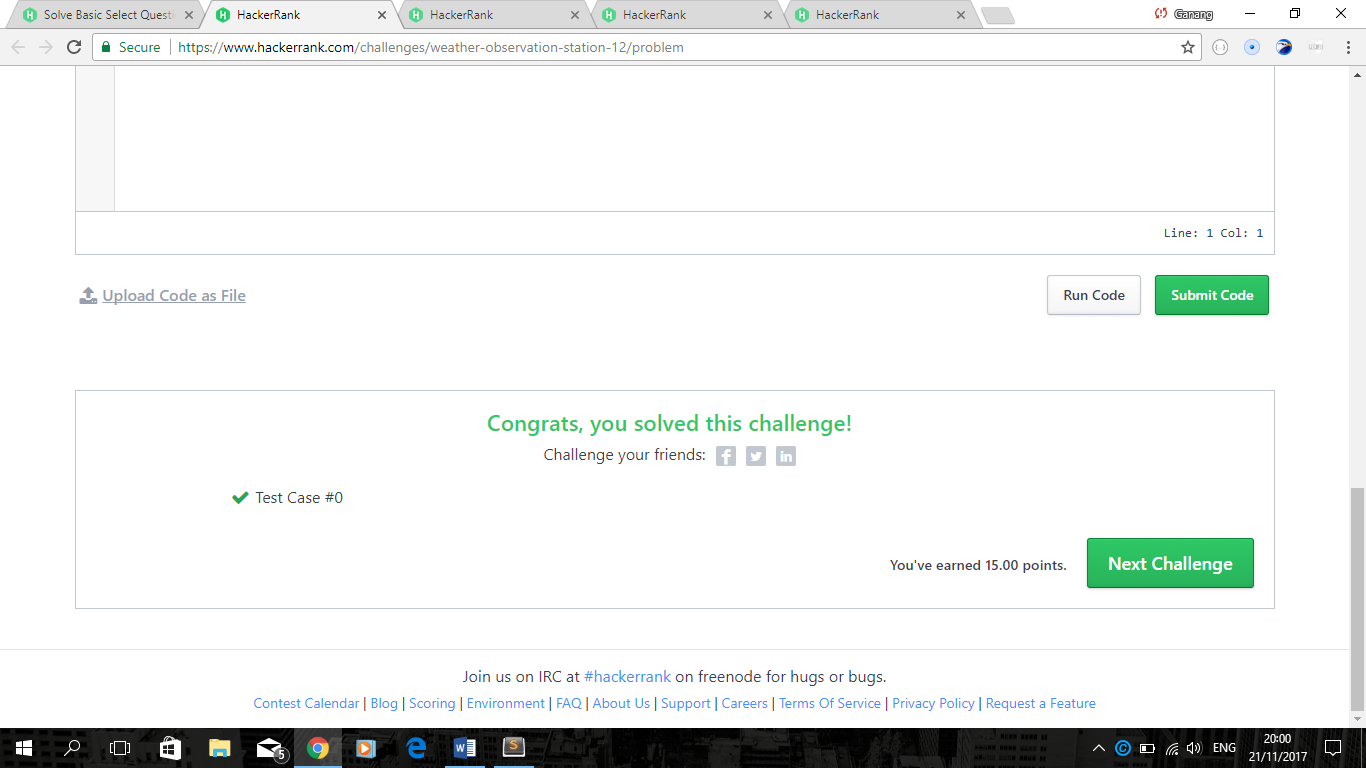 Solve Basic Select Questi
HackerRank
HackerRank
HackerRank
HackerRank
Ganang
Secure
https://www.hackerrank.com/challenges/weather-observation-station-12/problem
Line: 1 Col: 1
Upload Code as File
Run Code
Submit Code
Congrats, you solved this challenge!
Challenge your friends:
Test Case #0
You've earned 15.00 points.
Next Challenge
Join us on IRC at #hackerrank on freenode for hugs or bugs.
Contest Calendar | Blog | Scoring | Environment | FAQ | About Us | Support | Careers | Terms Of Service | Privacy Policy | Request a Feature
5
ENG
20:00
21/11/2017